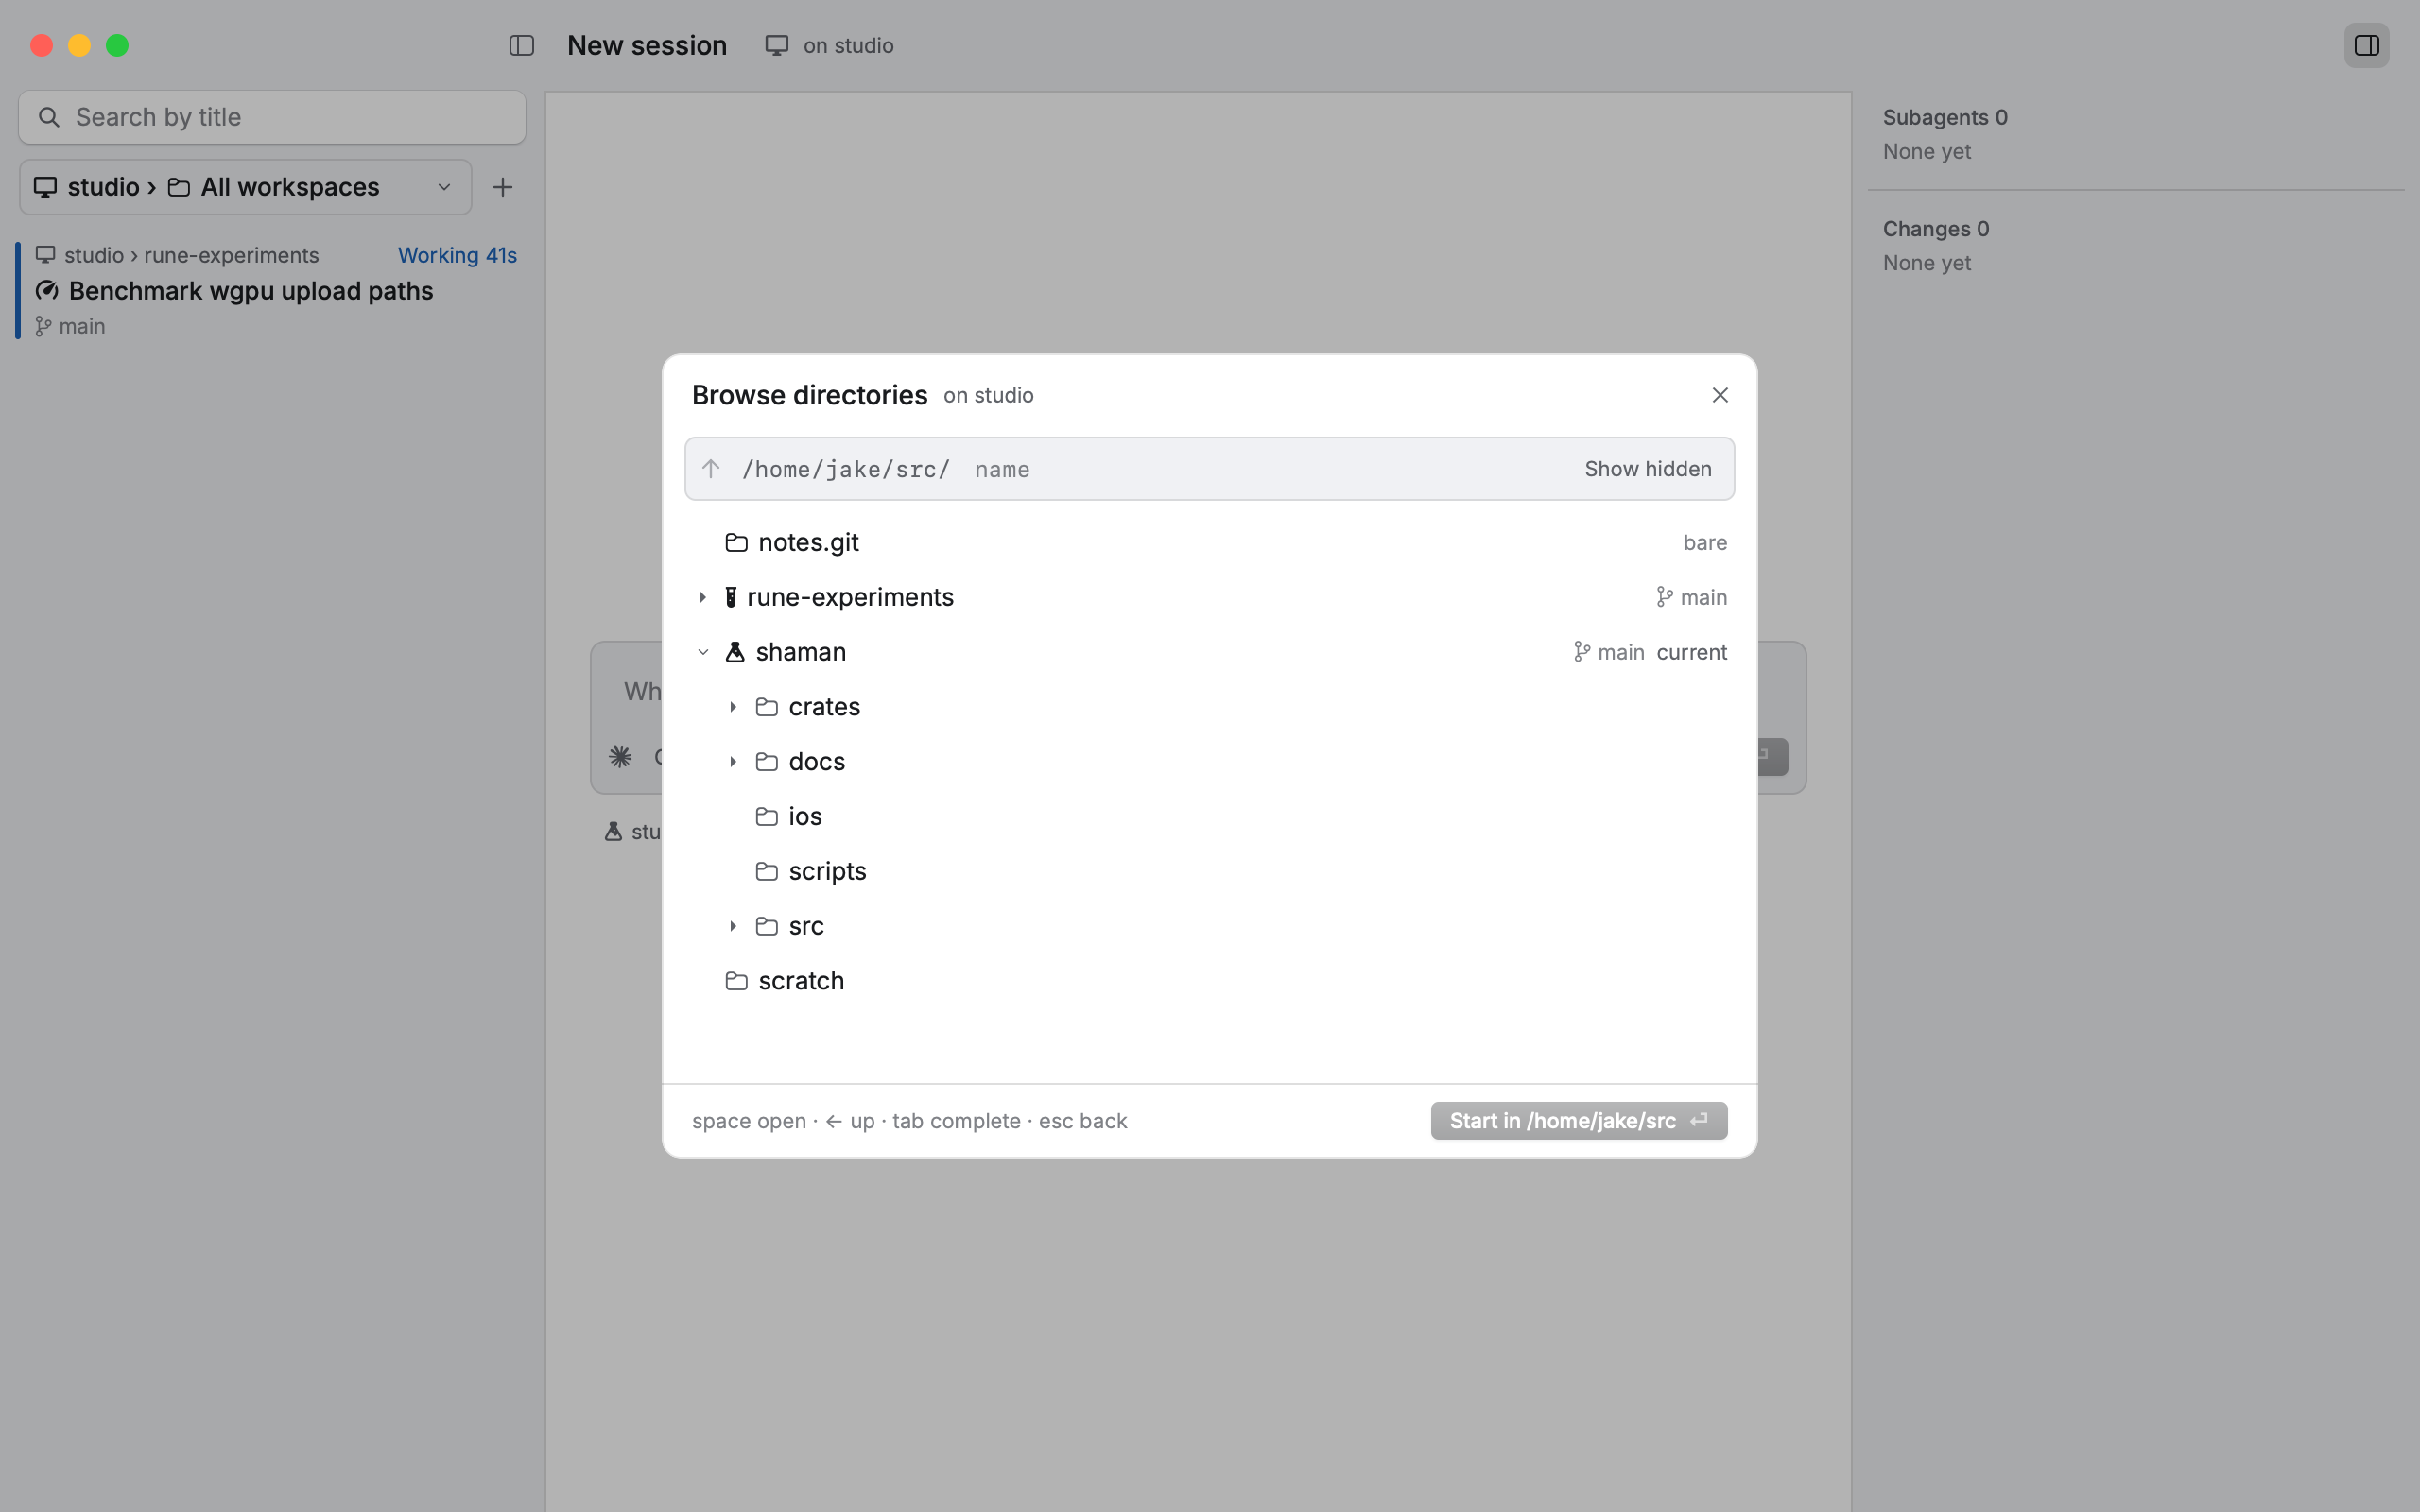 New session on studio
Search by title
studio › All workspaces
studio › rune-experiments Working 41s
Benchmark wgpu upload paths
main
Subagents 0
None yet
Changes 0
None yet
Browse directories on studio
/home/jake/src/ name Show hidden
notes.git bare
rune-experiments main
shaman main current
crates
docs
ios
scripts
src
scratch
space open · ← up · tab complete · esc back
Start in /home/jake/src